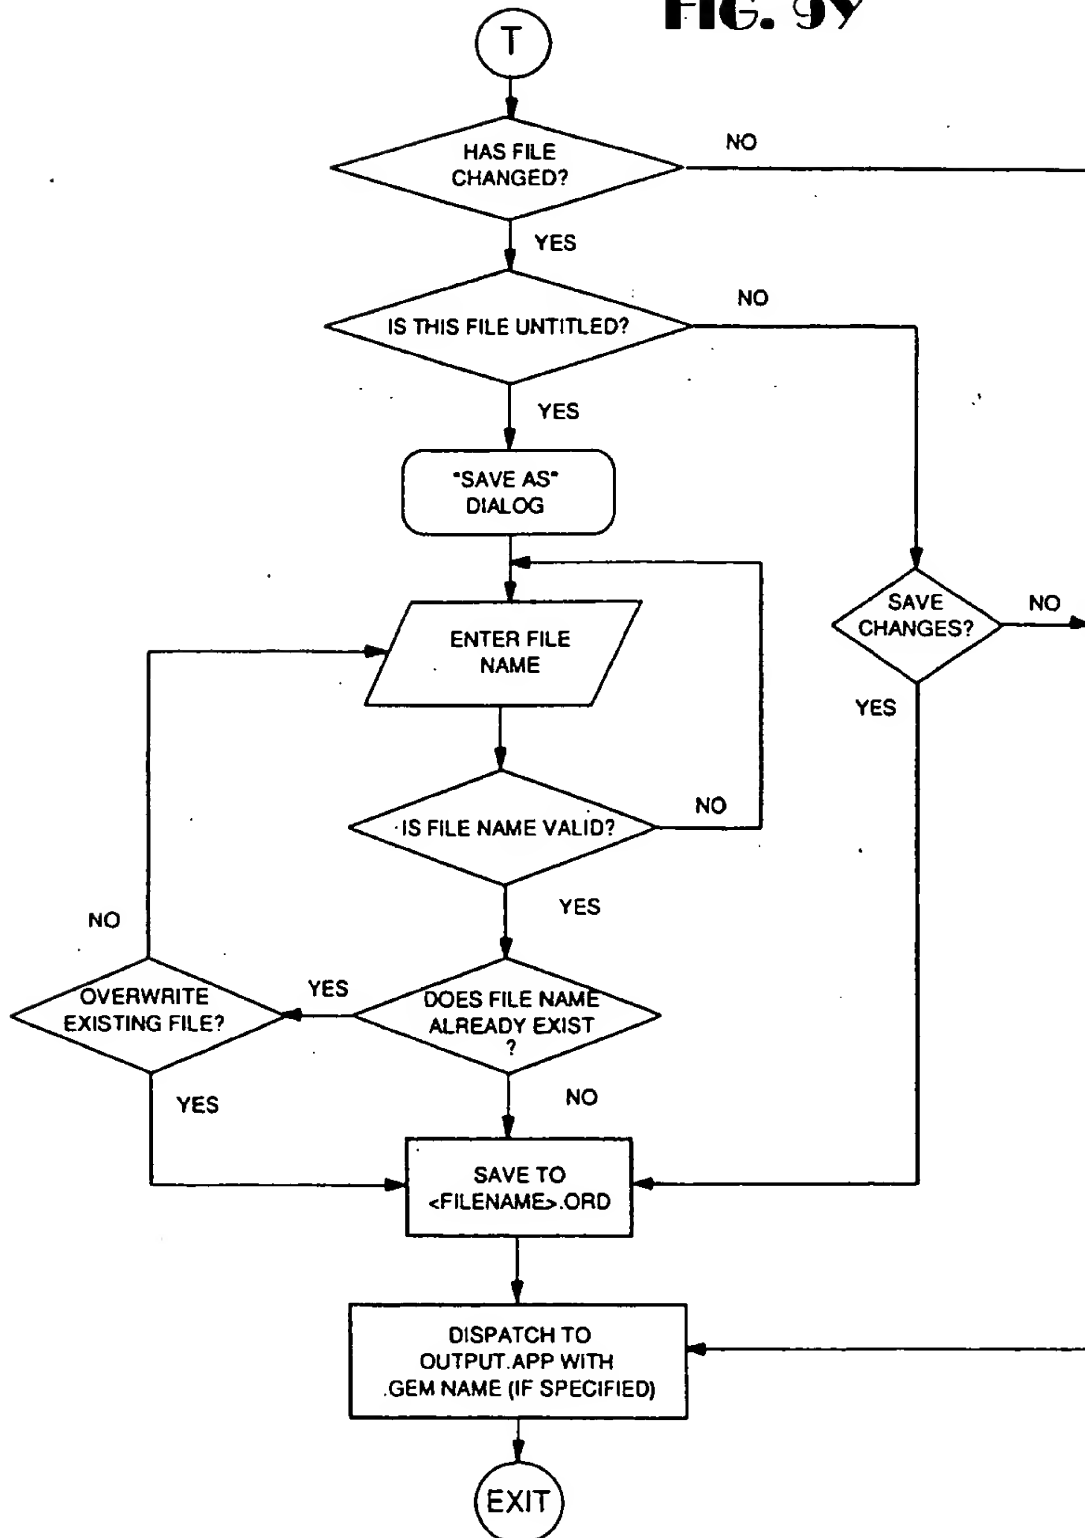 FIG. 9Y
T
HAS FILE
CHANGED?
NO
YES
IS THIS FILE UNTITLED?
NO
YES
"SAVE AS"
DIALOG
ENTER FILE
NAME
SAVE
CHANGES?
NO
YES
IS FILE NAME VALID?
NO
YES
NO
OVERWRITE
EXISTING FILE?
YES
DOES FILE NAME
ALREADY EXIST
?
YES
NO
SAVE TO
<FILENAME>.ORD
DISPATCH TO
OUTPUT.APP WITH
.GEM NAME (IF SPECIFIED)
EXIT